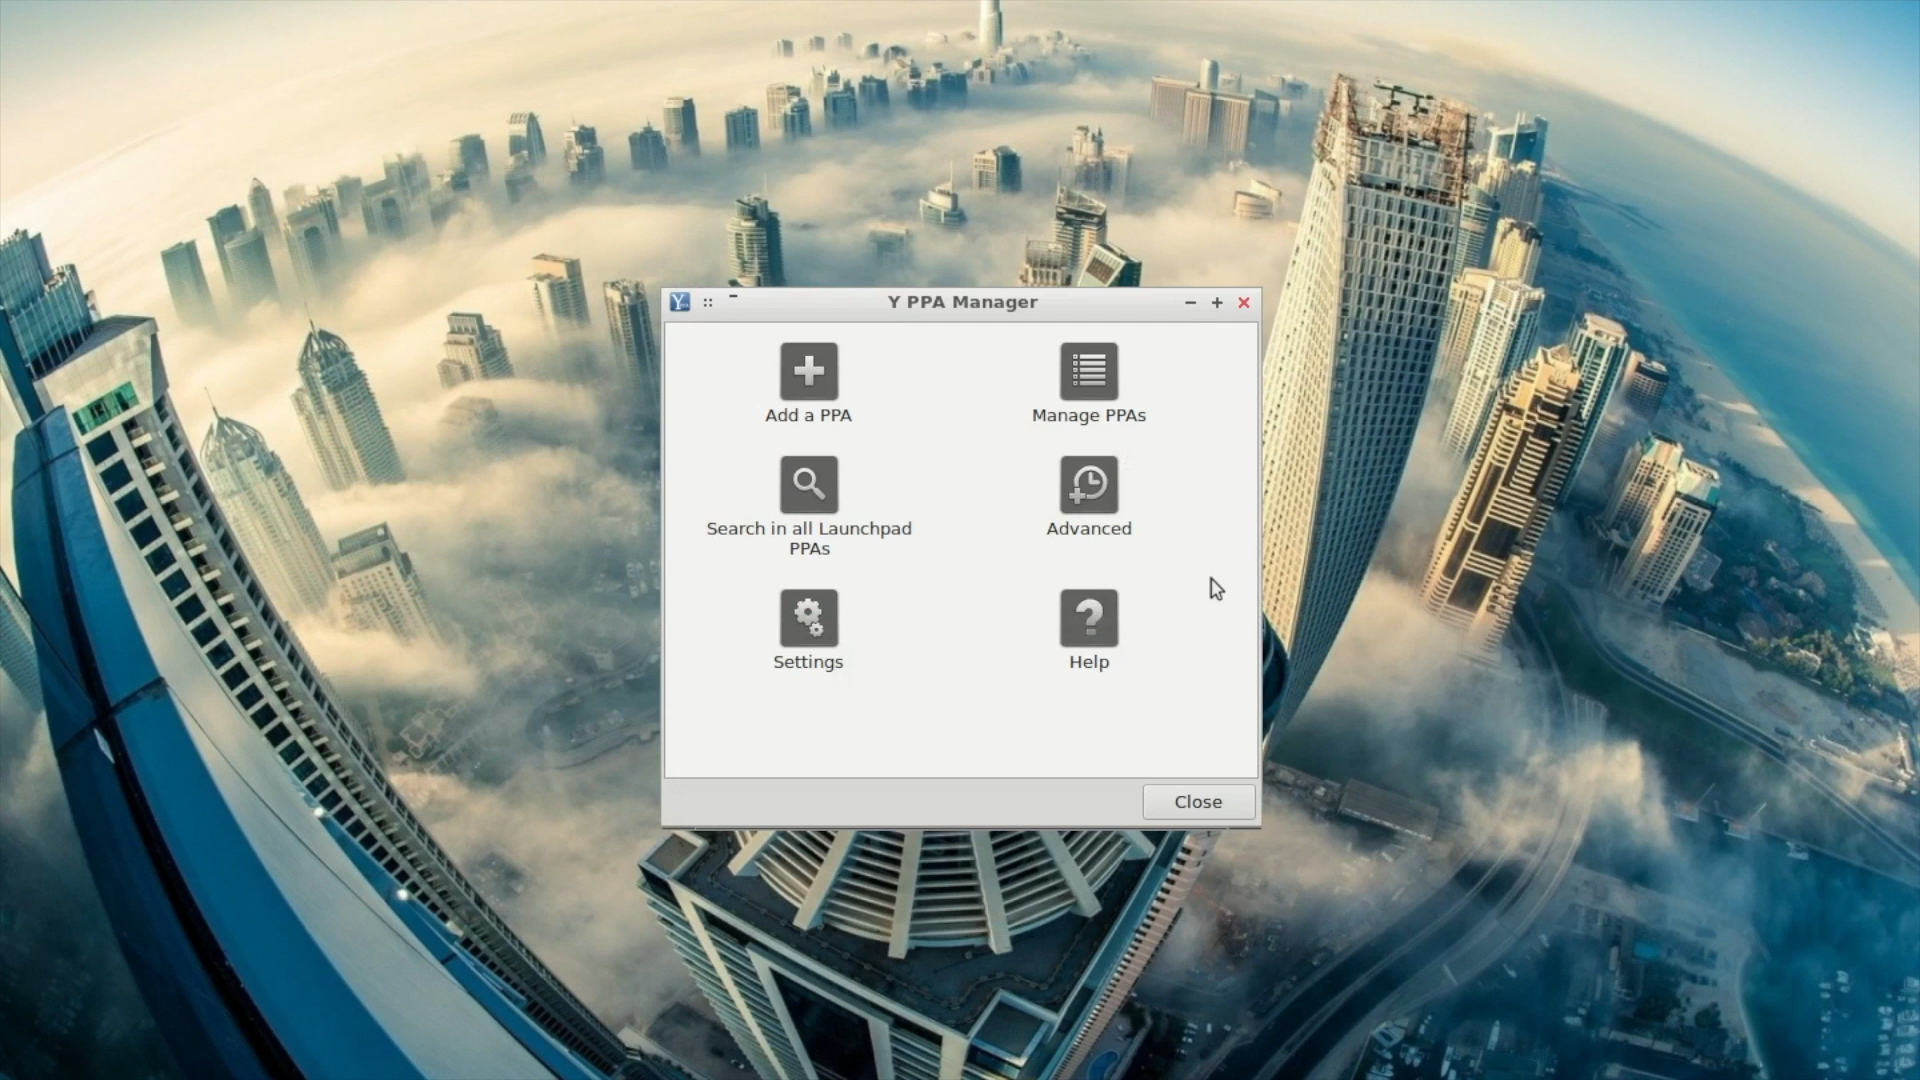 Y PPA Manager
Add a PPA
Manage PPAs
Search in all Launchpad
PPAs
Advanced
Settings
Help
Close